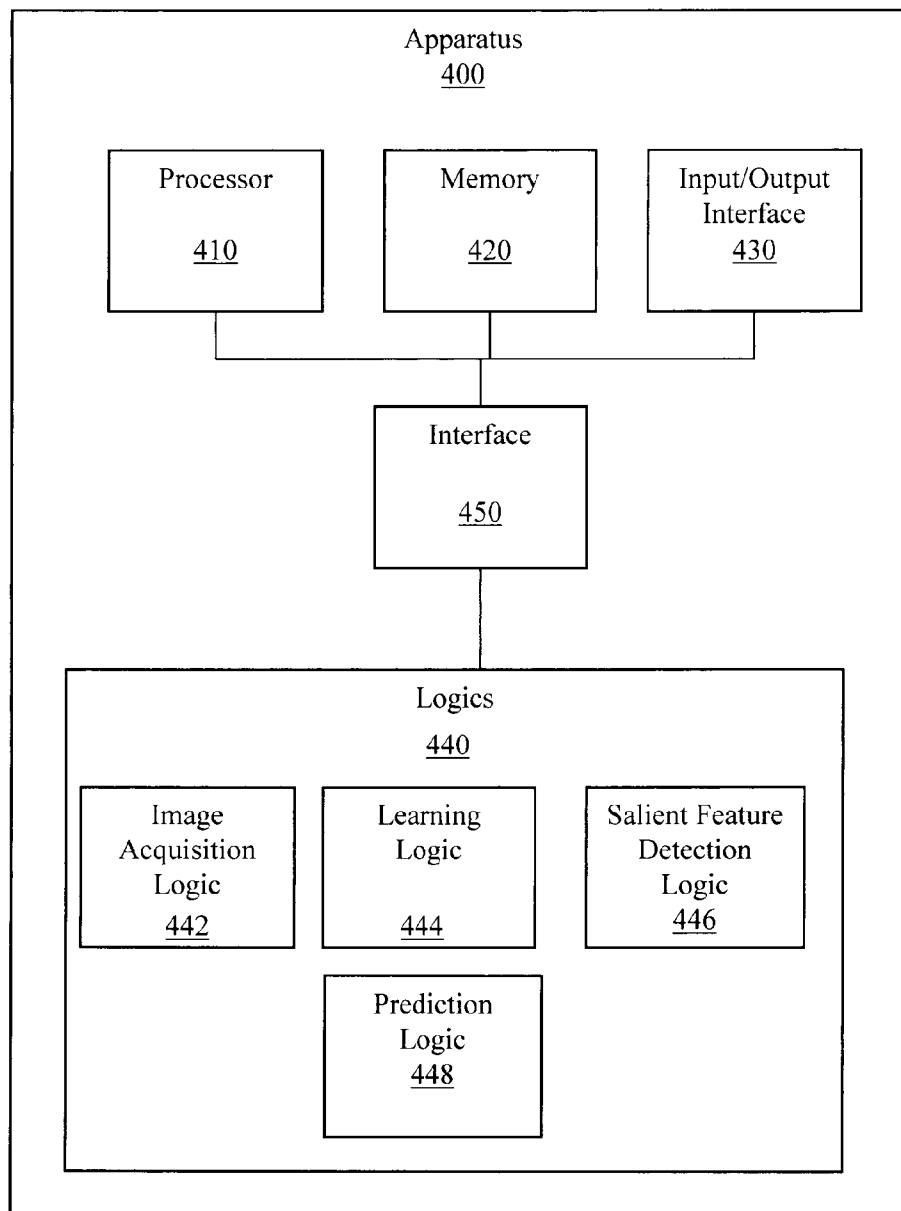 Apparatus
400
Processor
410
Memory
420
Input/Output
Interface
430
Interface
450
Logics
440
Image
Acquisition
Logic
442
Learning
Logic
444
Salient Feature
Detection
Logic
446
Prediction
Logic
448